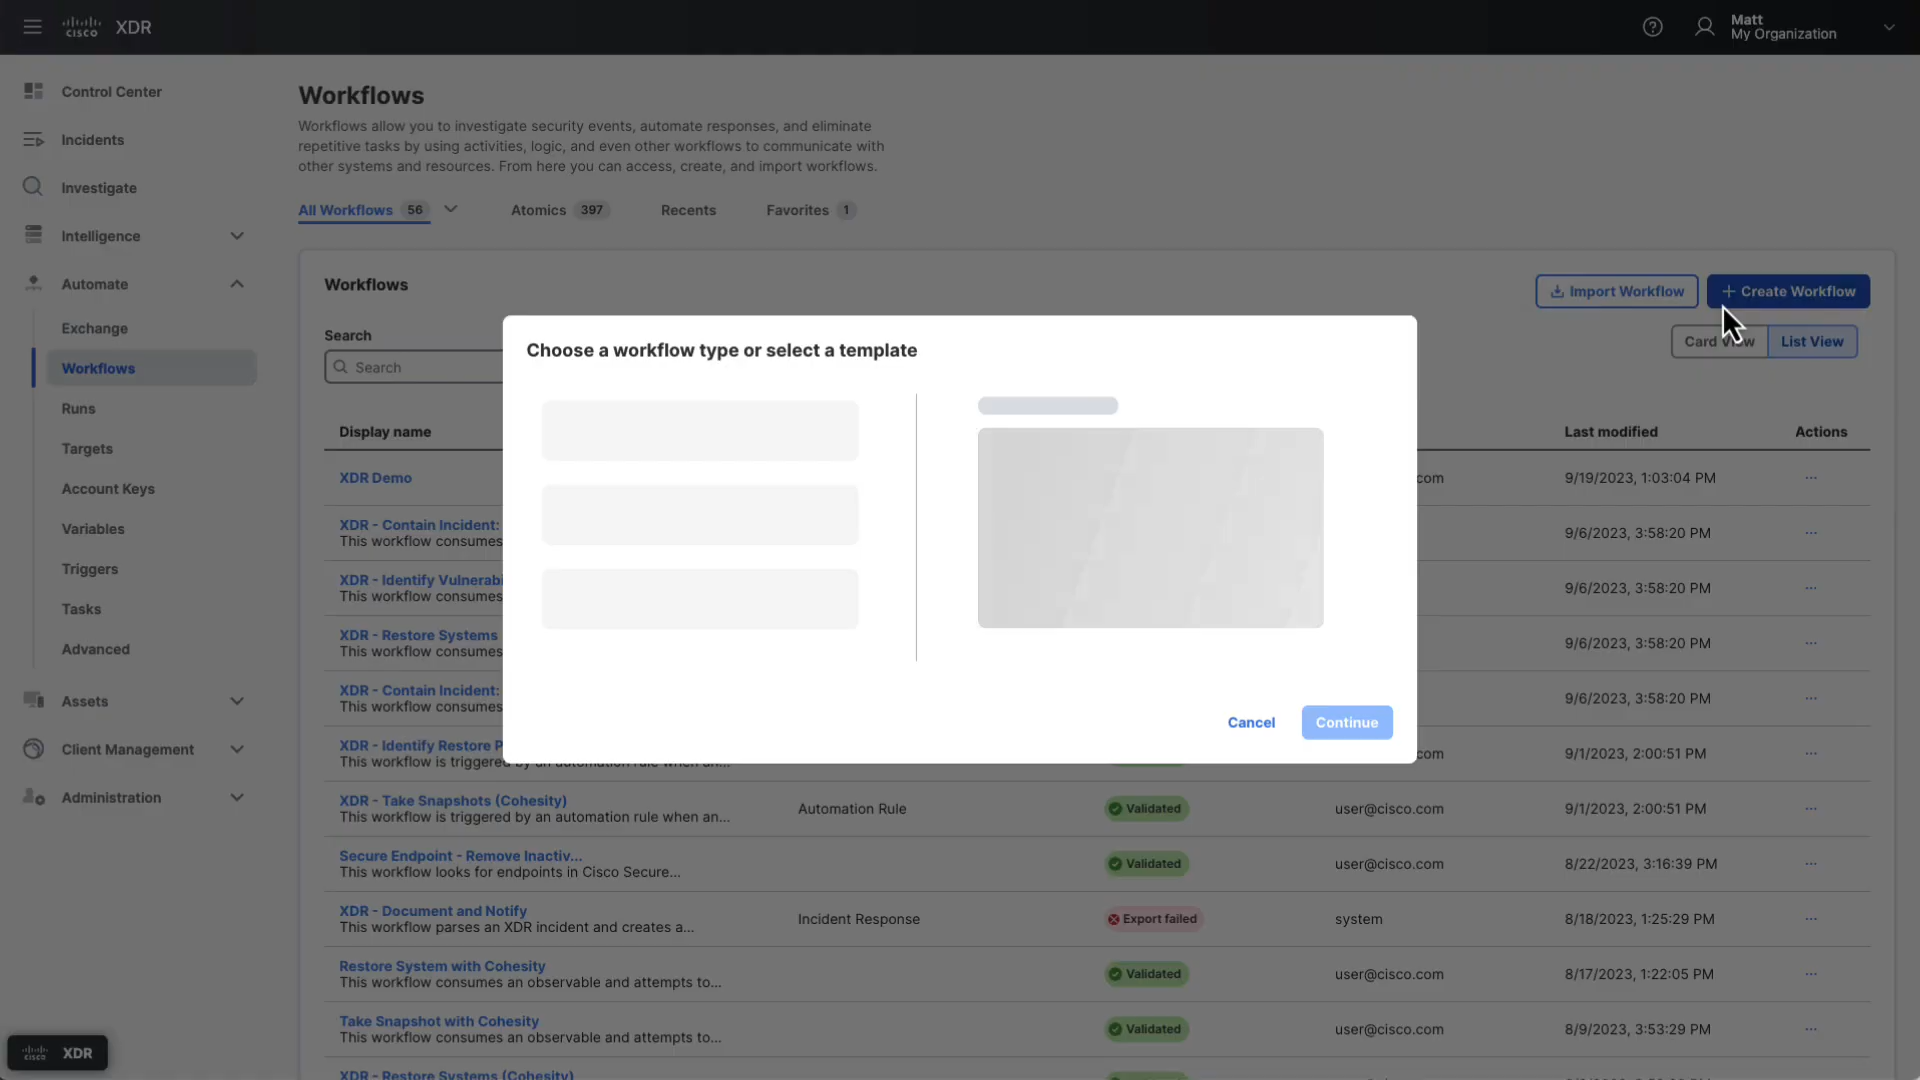 cisco XDR
Matt
My Organization
Control Center
Incidents
Investigate
Intelligence
Automate
Exchange
Workflows
Runs
Targets
Account Keys
Variables
Triggers
Tasks
Advanced
Assets
Client Management
Administration
cisco XDR
Workflows
Workflows allow you to investigate security events, automate responses, and eliminate
repetitive tasks by using activities, logic, and even other workflows to communicate with
other systems and resources. From here you can access, create, and import workflows.
All Workflows 56 Atomics 397 Recents Favorites 1
Workflows
Import Workflow + Create Workflow
Search
Search
Card View List View
Choose a workflow type or select a template
Cancel Continue
Display name Last modified Actions
XDR Demo com 9/19/2023, 1:03:04 PM ...
XDR - Contain Incident:
This workflow consumes 9/6/2023, 3:58:20 PM ...
XDR - Identify Vulnerabi
This workflow consumes 9/6/2023, 3:58:20 PM ...
XDR - Restore Systems
This workflow consumes 9/6/2023, 3:58:20 PM ...
XDR - Contain Incident:
This workflow consumes 9/6/2023, 3:58:20 PM ...
XDR - Identify Restore P
This workflow is triggered by an automation rule when an... com 9/1/2023, 2:00:51 PM ...
XDR - Take Snapshots (Cohesity)
This workflow is triggered by an automation rule when an... Automation Rule Validated user@cisco.com 9/1/2023, 2:00:51 PM ...
Secure Endpoint - Remove Inactiv...
This workflow looks for endpoints in Cisco Secure... Validated user@cisco.com 8/22/2023, 3:16:39 PM ...
XDR - Document and Notify
This workflow parses an XDR incident and creates a... Incident Response Export failed system 8/18/2023, 1:25:29 PM ...
Restore System with Cohesity
This workflow consumes an observable and attempts to... Validated user@cisco.com 8/17/2023, 1:22:05 PM ...
Take Snapshot with Cohesity
This workflow consumes an observable and attempts to... Validated user@cisco.com 8/9/2023, 3:53:29 PM ...
XDR - Restore Systems (Cohesity)